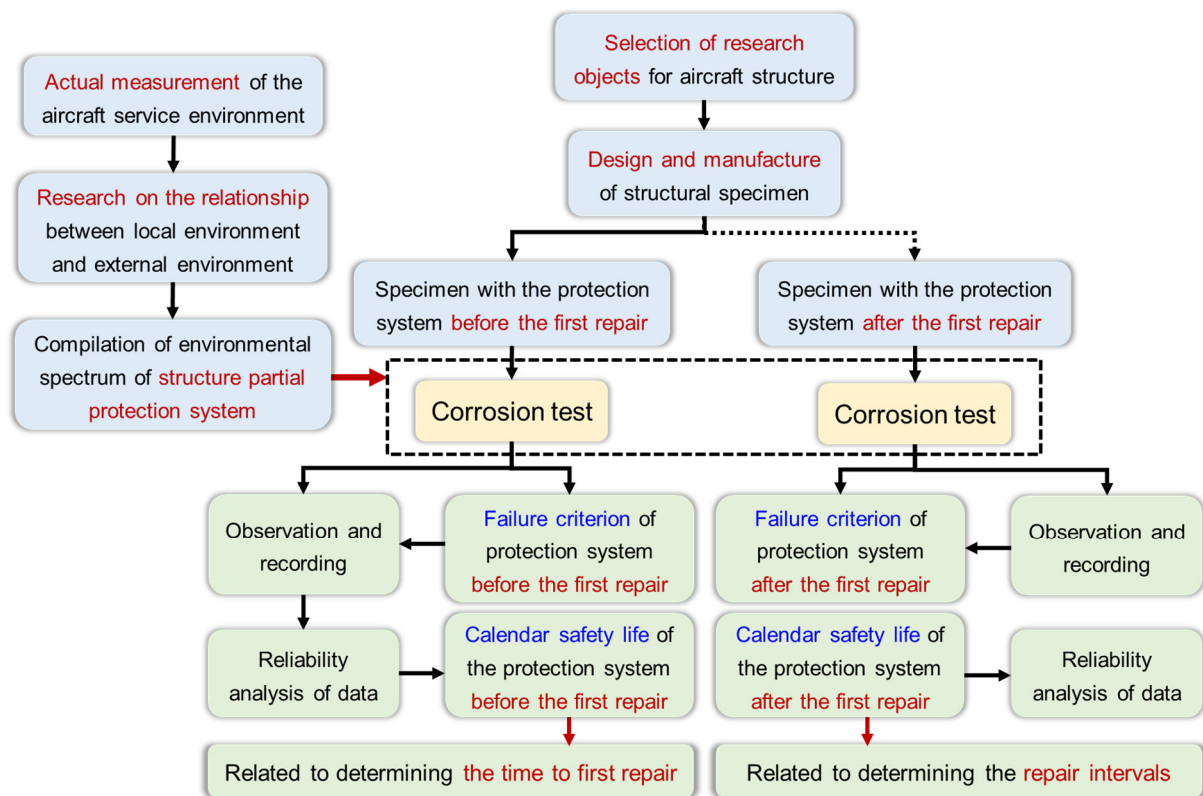 Selection of research
objects for aircraft structure
Actual measurement of the
aircraft service environment
Design and manufacture
of structural specimen
Research on the relationship
between local environment
and external environment
Specimen with the protection
system before the first repair
Specimen with the protection
system after the first repair
Compilation of environmental
spectrum of structure partial
protection system
Corrosion test
Corrosion test
Observation and
recording
Failure criterion of
protection system
before the first repair
Failure criterion of
protection system
after the first repair
Observation and
recording
Reliability
analysis of data
Calendar safety life of
the protection system
before the first repair
Calendar safety life of
the protection system
after the first repair
Reliability
analysis of data
Related to determining the time to first repair
Related to determining the repair intervals